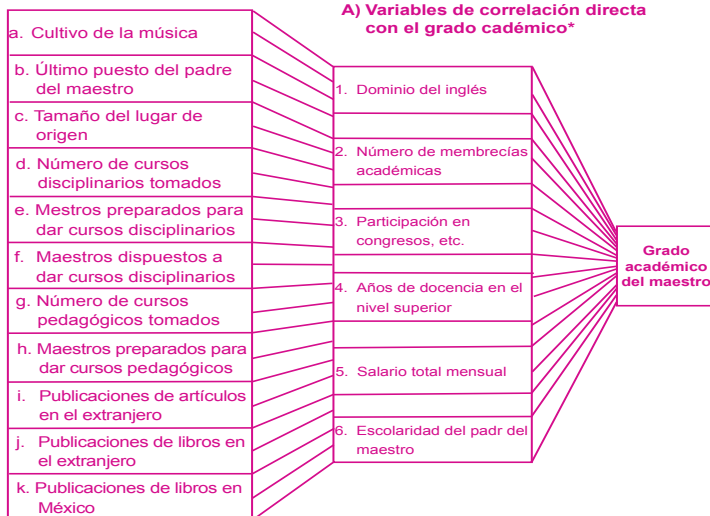 A) Variables de correlación directa
con el grado cadémico*
a. Cultivo de la música
b. Último puesto del padre
del maestro
c. Tamaño del lugar de
origen
d. Número de cursos
disciplinarios tomados
e. Mestros preparados para
dar cursos disciplinarios
f. Maestros dispuestos a
dar cursos disciplinarios
g. Número de cursos
pedagógicos tomados
h. Maestros preparados para
dar cursos pedagógicos
i. Publicaciones de artículos
en el extranjero
j. Publicaciones de libros en
el extranjero
k. Publicaciones de libros en
México
1. Dominio del inglés
2. Número de membrecías
académicas
3. Participación en
congresos, etc.
4. Años de docencia en el
nivel superior
5. Salario total mensual
6. Escolaridad del padr del
maestro
Grado
académico
del maestro